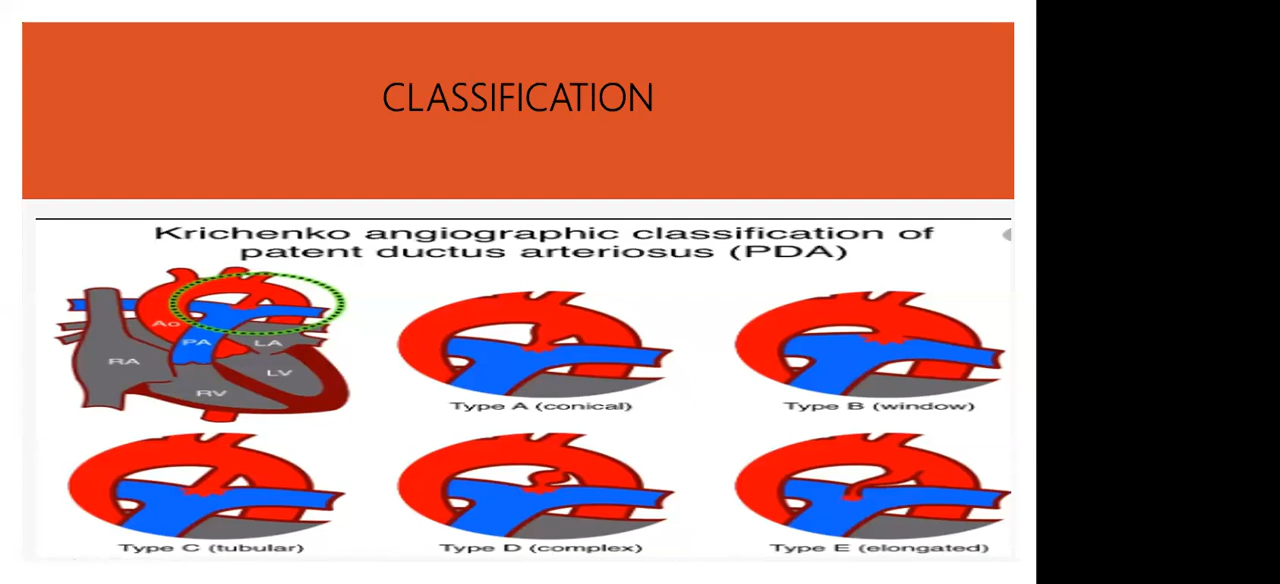 CLASSIFICATION
Krichenko angiographic classification of
patent ductus arteriosus (PDA)
Ao
PA
LA
RA
LV
RV
Type A (conical)
Type B (window)
Type C (tubular)
Type D (complex)
Type E (elongated)